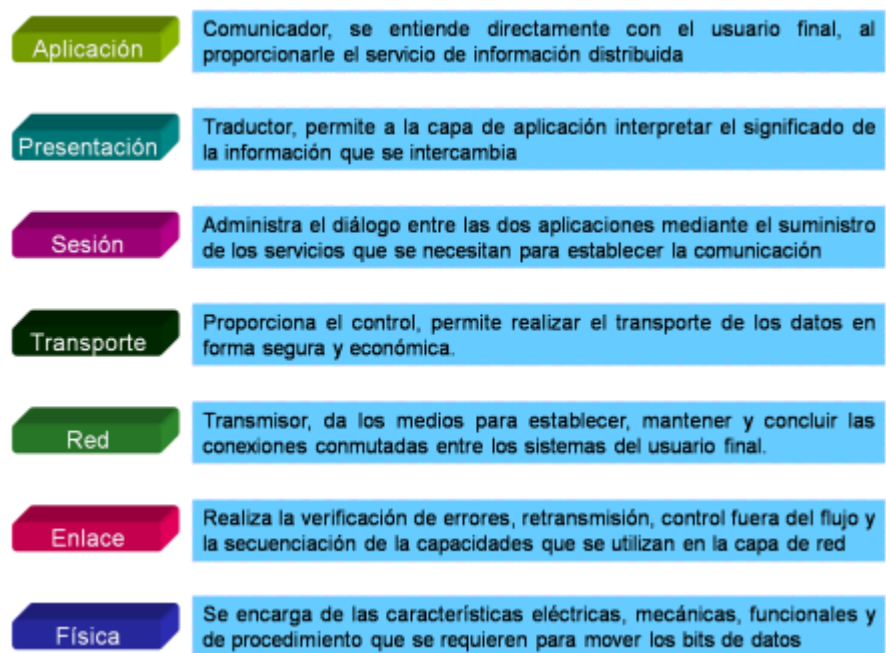 Aplicación
Comunicador, se entiende directamente con el usuario final, al
proporcionarle el servicio de información distribuida
Presentación
Traductor, permite a la capa de aplicación interpretar el significado de
la información que se intercambia
Sesión
Administra el diálogo entre las dos aplicaciones mediante el suministro
de los servicios que se necesitan para establecer la comunicación
Transporte
Proporciona el control, permite realizar el transporte de los datos en
forma segura y económica.
Red
Transmisor, da los medios para establecer, mantener y concluir las
conexiones conmutadas entre los sistemas del usuario final.
Enlace
Realiza la verificación de errores, retransmisión, control fuera del flujo y
la secuenciación de la capacidades que se utilizan en la capa de red
Física
Se encarga de las características eléctricas, mecánicas, funcionales y
de procedimiento que se requieren para mover los bits de datos